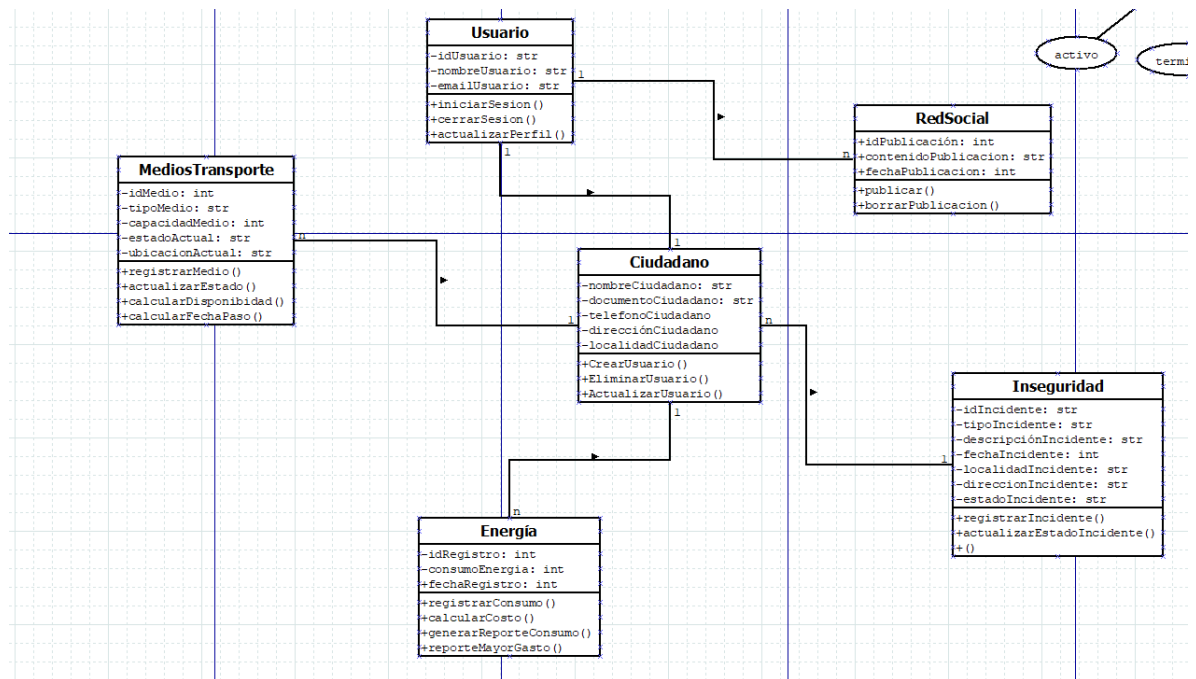 Usuario
-idUsuario: str
-nombreUsuario: str
-emailUsuario: str
+iniciarSesion()
+cerrarSesion()
+actualizarPerfil()
1
1
activo
termi
RedSocial
+idPublicación: int
+contenidoPublicacion: str
+fechaPublicacion: int
+publicar()
+borrarPublicacion()
n
MediosTransporte
-idMedio: int
-tipoMedio: str
-capacidadMedio: int
-estadoActual: str
-ubicacionActual: str
+registrarMedio()
+actualizarEstado()
+calcularDisponibidad()
+calcularFechaPaso()
n
1
1
Ciudadano
-nombreCiudadano: str
-documentoCiudadano: str
-telefonoCiudadano
-direcciónCiudadano
-localidadCiudadano
+CrearUsuario()
+EliminarUsuario()
+ActualizarUsuario()
n
1
1
Inseguridad
-idIncidente: str
-tipoIncidente: str
-descripciónIncidente: str
-fechaIncidente: int
-localidadIncidente: str
-direccionIncidente: str
-estadoIncidente: str
+registrarIncidente()
+actualizarEstadoIncidente()
+()
n
Energía
-idRegistro: int
-consumoEnergia: int
+fechaRegistro: int
+registrarConsumo()
+calcularCosto()
+generarReporteConsumo()
+reporteMayorGasto()